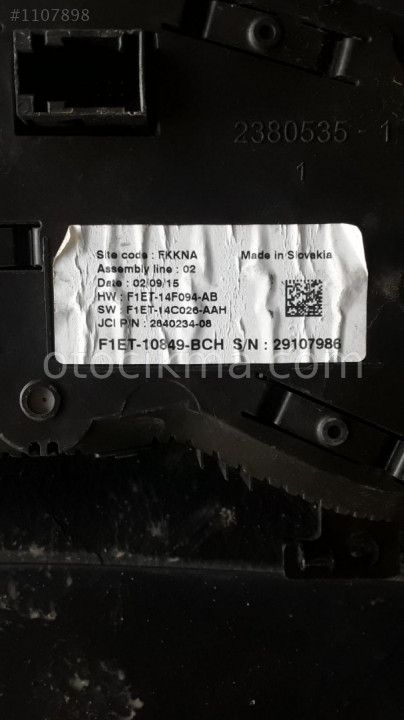 #1107898
2380535-1
1
Site code : FKKNA Made in Slovakia
Assembly line : 02
Date : 02/09/15
HW : F1ET-14F094-AB
SW : F1ET-14C026-AAH
JCI P/N : 2640234-08
F1ET-10849-BCH S/N : 29107986
otocikma.com